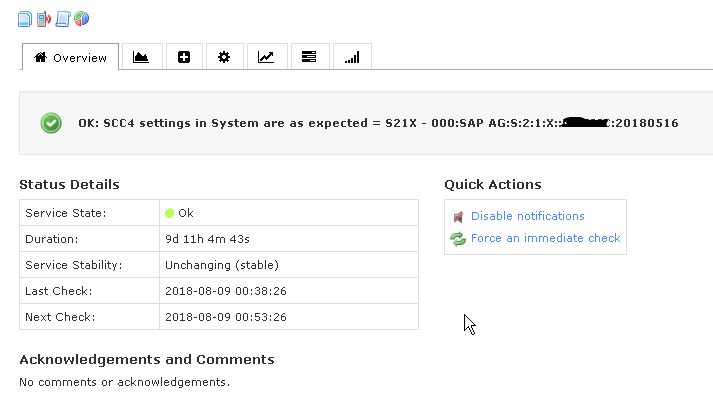 Overview
OK: SCC4 settings in System are as expected = S21X - 000:SAP AG:S:2:1:X:: :20180516
Status Details
Service State: Ok
Duration: 9d 11h 4m 43s
Service Stability: Unchanging (stable)
Last Check: 2018-08-09 00:38:26
Next Check: 2018-08-09 00:53:26
Quick Actions
Disable notifications
Force an immediate check
Acknowledgements and Comments
No comments or acknowledgements.